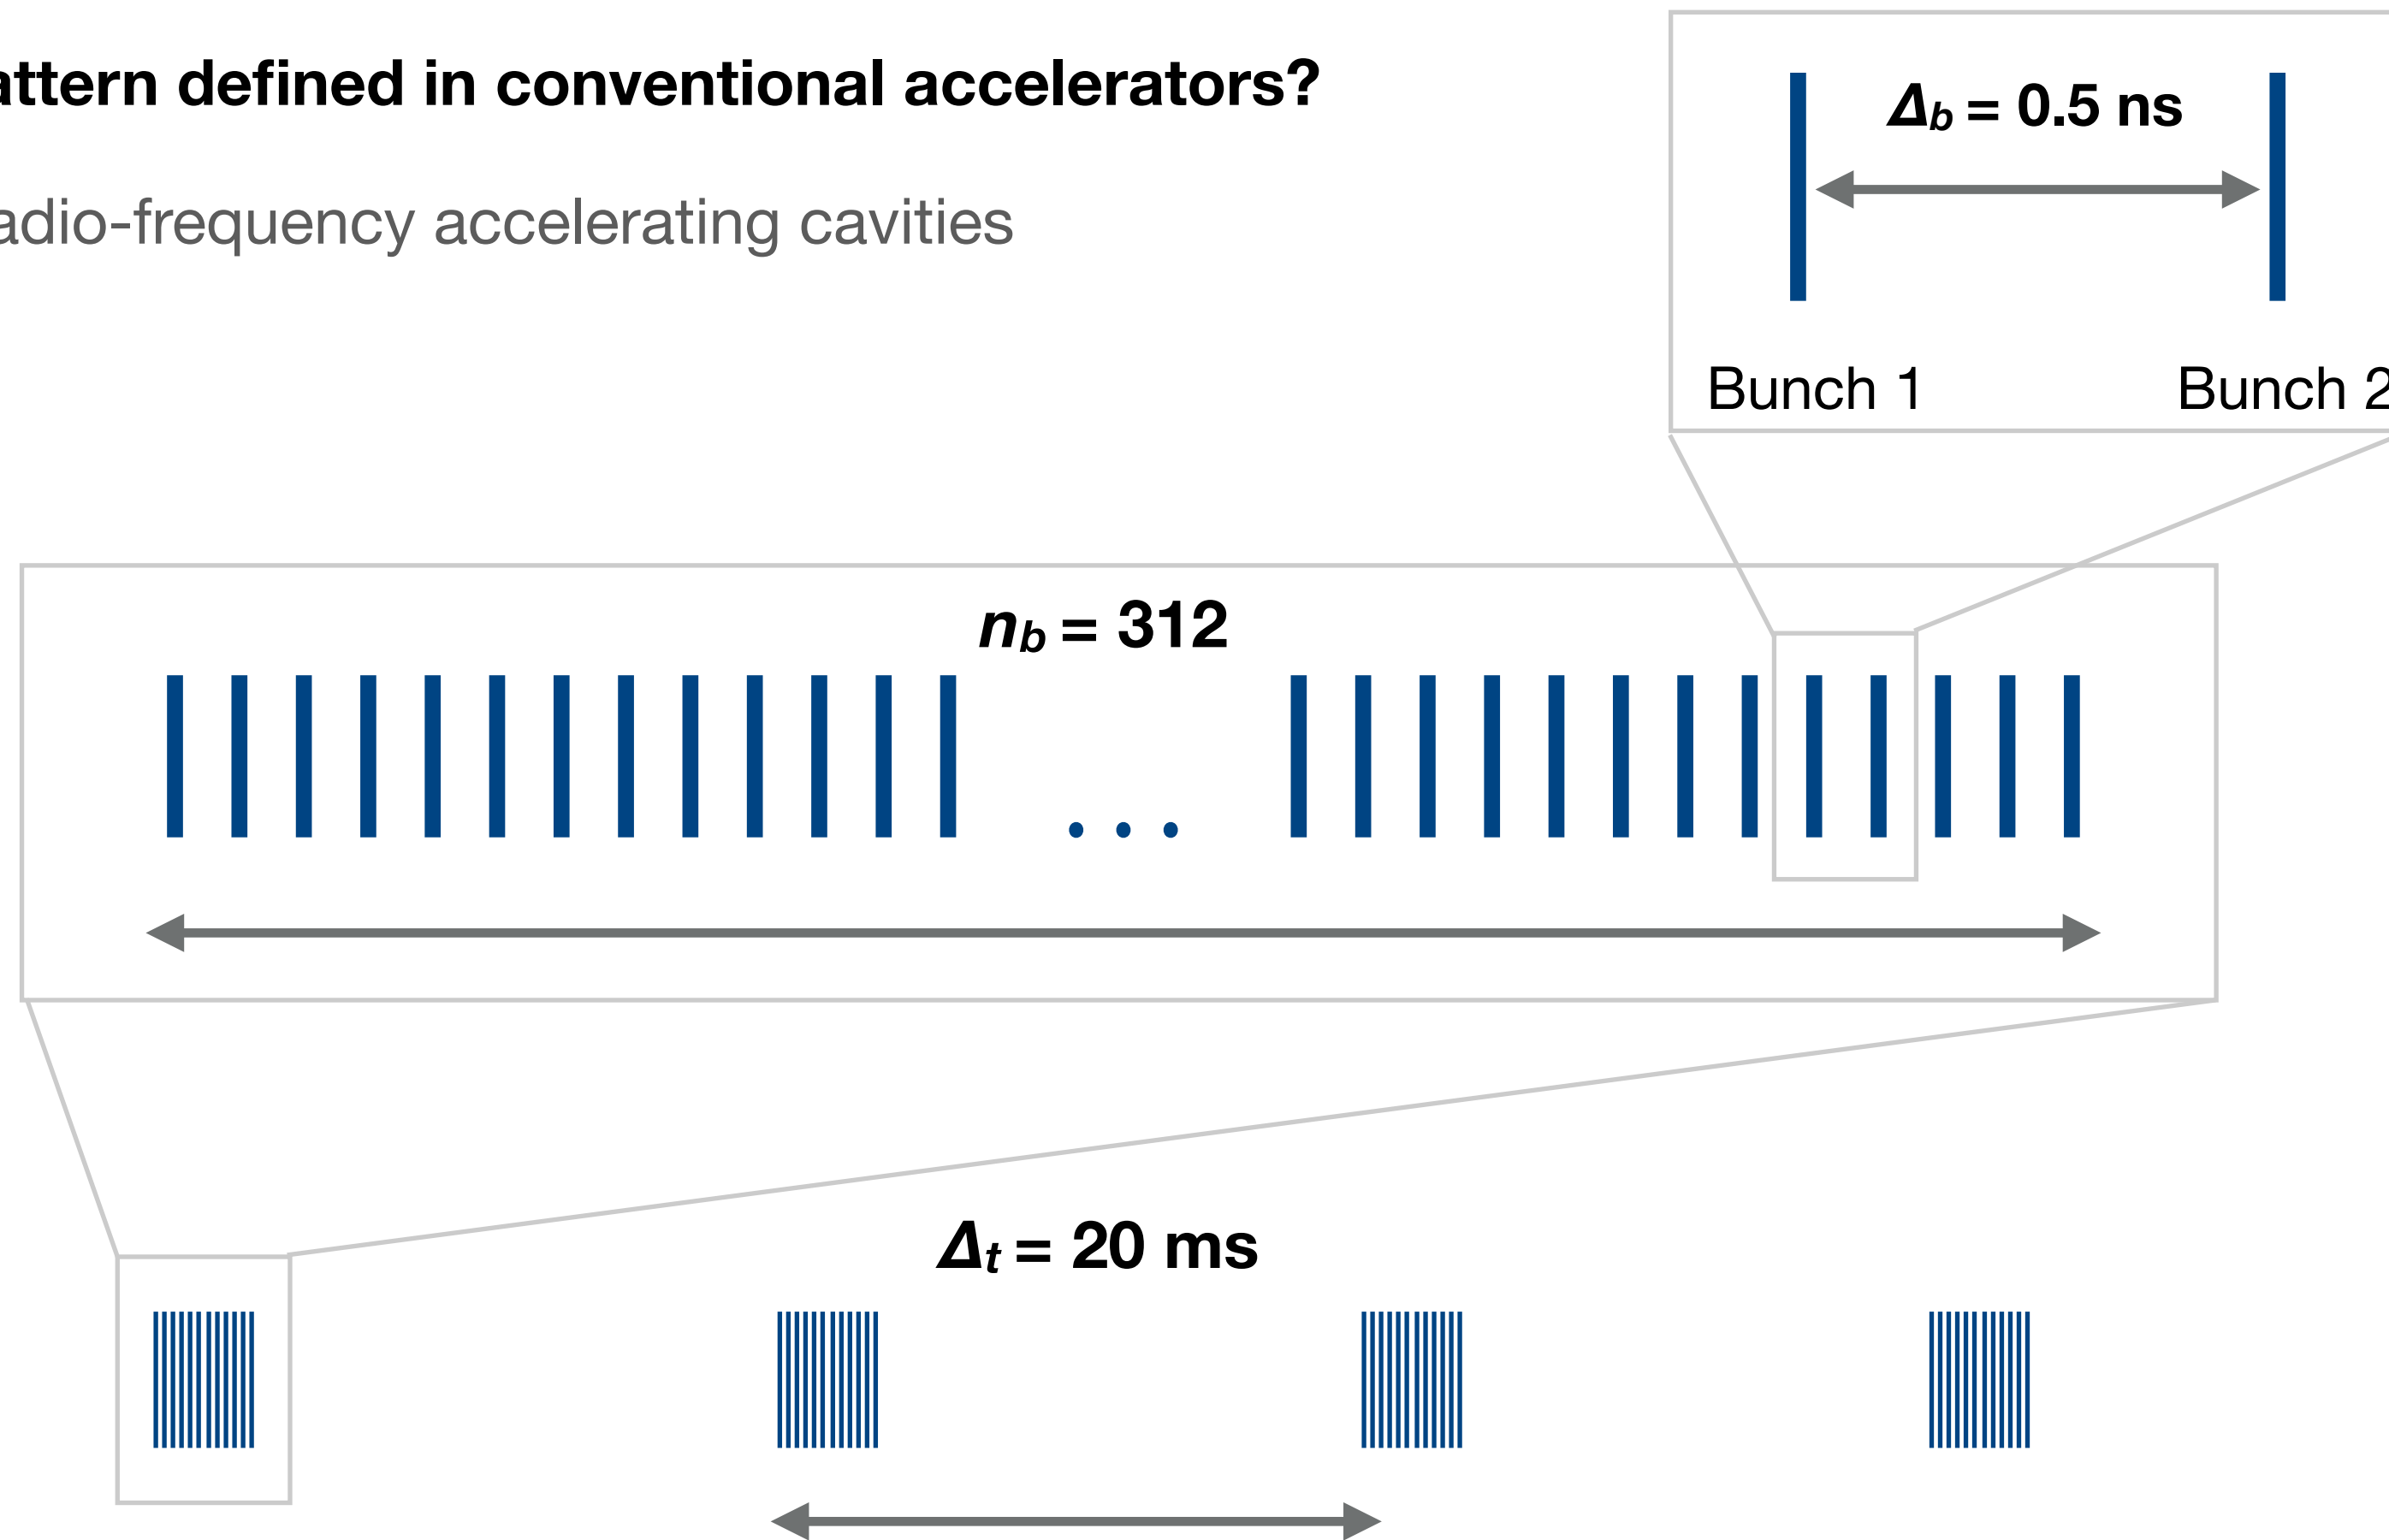 attern defined in conventional accelerators?
adio-frequency accelerating cavities
Δb = 0.5 ns
Bunch 1 Bunch 2
nb = 312
. . .
Δt = 20 ms